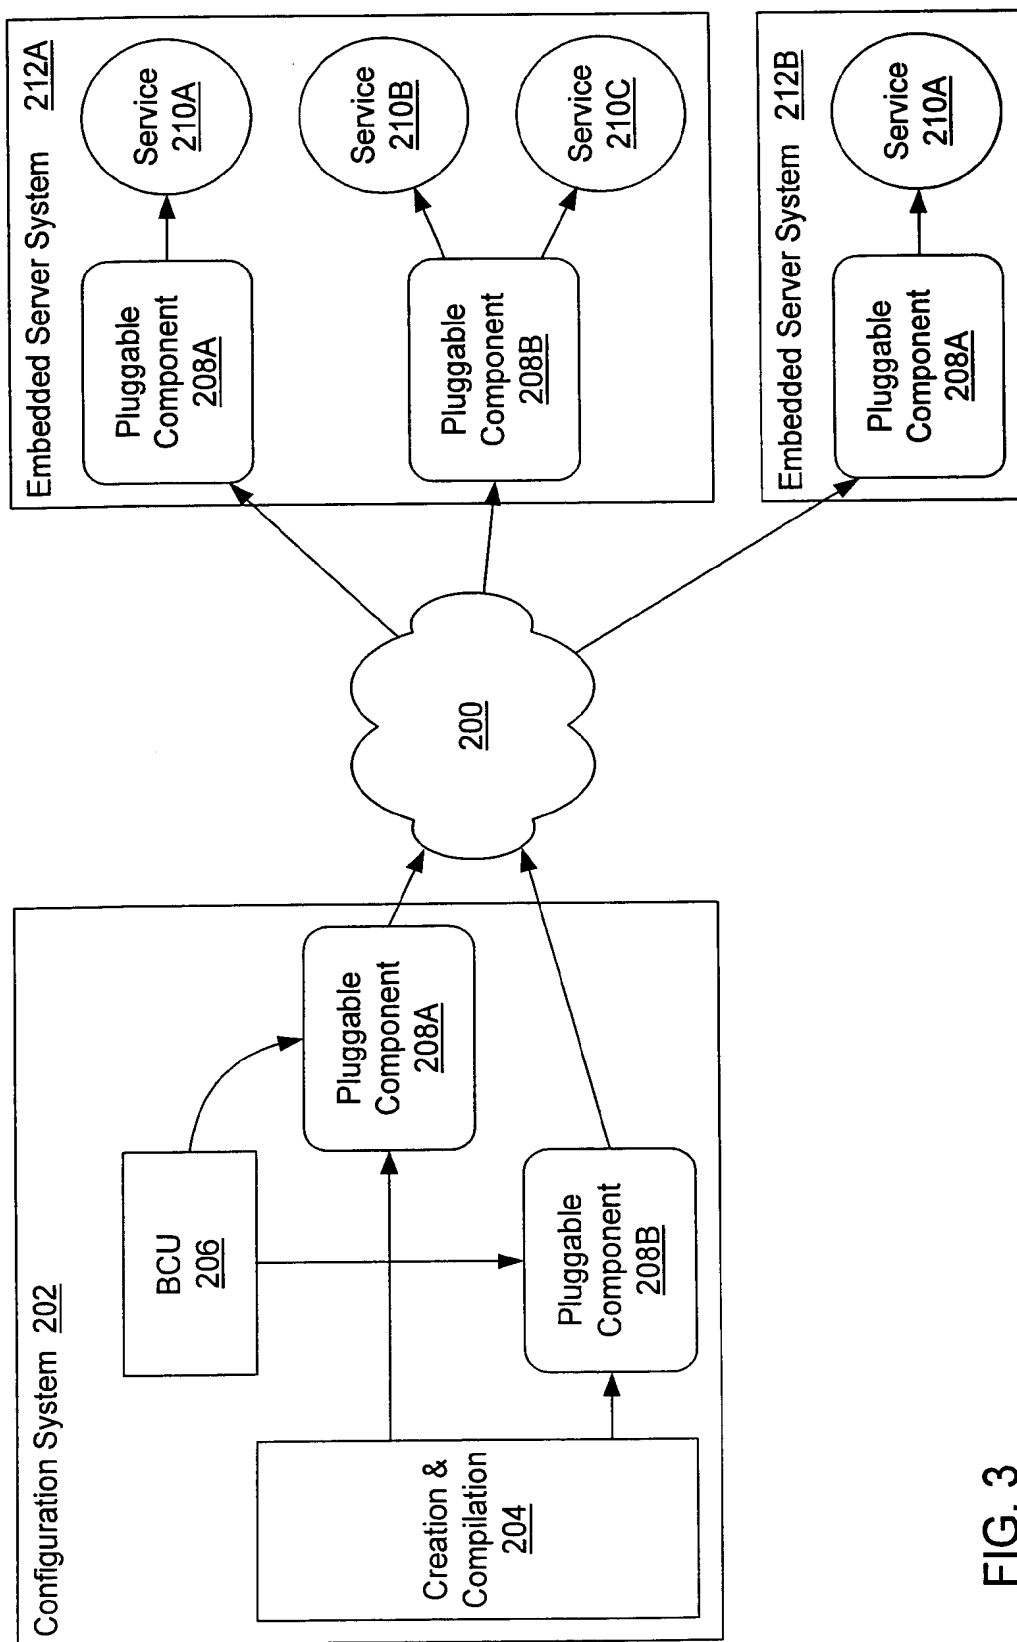 Configuration System 202
BCU
206
Creation &
Compilation
204
Pluggable
Component
208A
Pluggable
Component
208B
200
Embedded Server System 212A
Pluggable
Component
208A
Service
210A
Pluggable
Component
208B
Service
210B
Service
210C
Embedded Server System 212B
Pluggable
Component
208A
Service
210A
FIG. 3